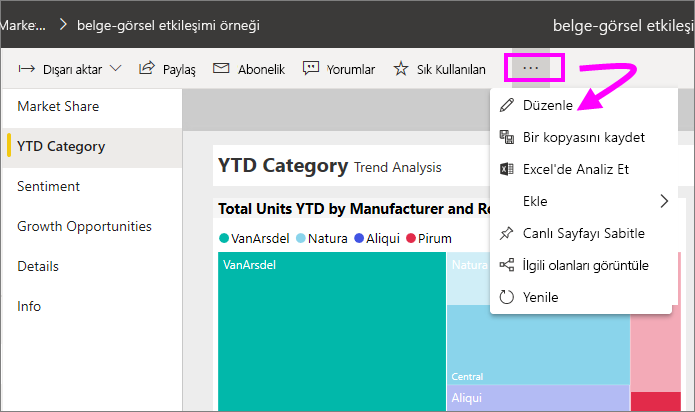 Marke... > belge-görsel etkileşimi örneği
belge-görsel etkileşi
Dışarı aktar Paylaş Abonelik Yorumlar Sık Kullanılan ...
Market Share
YTD Category
Sentiment
Growth Opportunities
Details
Info
Düzenle
Bir kopyasını kaydet
Excel'de Analiz Et
Ekle
Canlı Sayfayı Sabitle
İlgili olanları görüntüle
Yenile
YTD Category Trend Analysis
Total Units YTD by Manufacturer and Re
VanArsdel Natura Aliqui Pirum
VanArsdel
Natura
Central
Aliqui